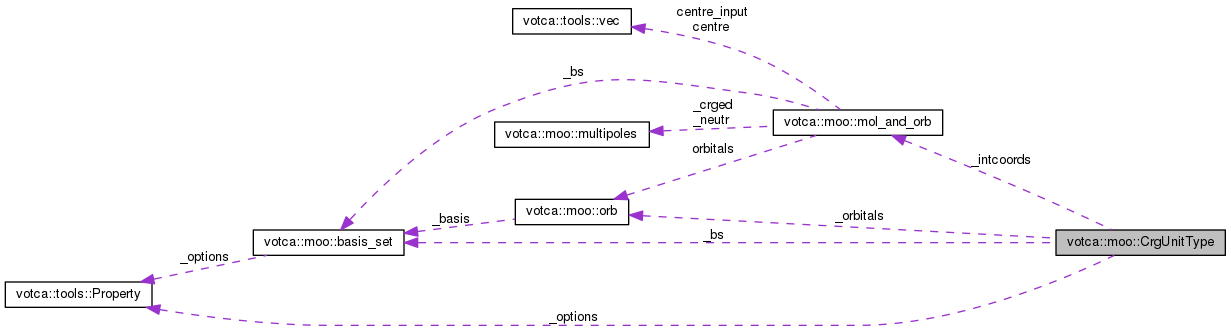 centre_input
centre
votca::tools::vec
_bs
_crged
_neutr
votca::moo::mol_and_orb
votca::moo::multipoles
orbitals
_intcoords
votca::moo::orb
_basis
_orbitals
_bs
votca::moo::basis_set
votca::moo::CrgUnitType
_options
votca::tools::Property
_options